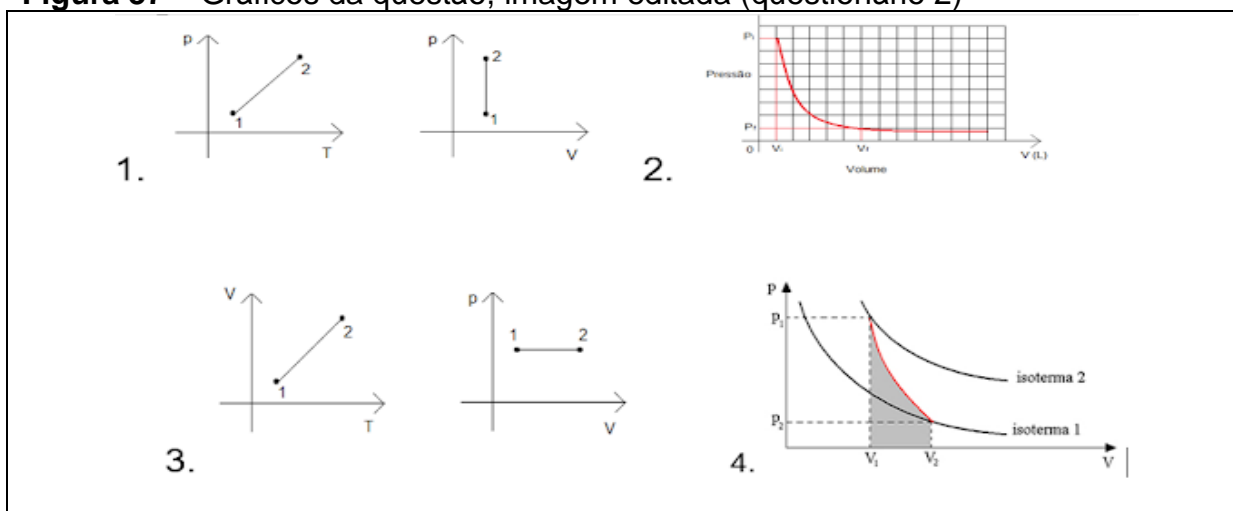 Gráficos da questão, imagem editada (questionário 2)
p
2
1
T
1.
p
2
1
V
2.
Pressão
0
V (L)
Volume
V
2
1
T
3.
p
1
2
V
P
P₂
V₁
V₂
V
isoterma 2
isoterma 1
4.